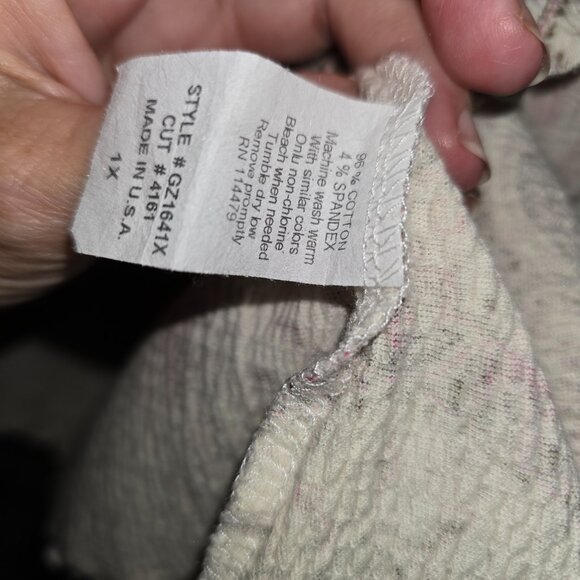 STYLE # GZ1641X
CUT # 4161
MADE IN U.S.A.
1X
96 % COTTON
4 % SPANDEX
Machine wash warm
With similar colors
Only non-chlorine
Bleach when needed
Tumble dry low
Remove promptly
RN 114479